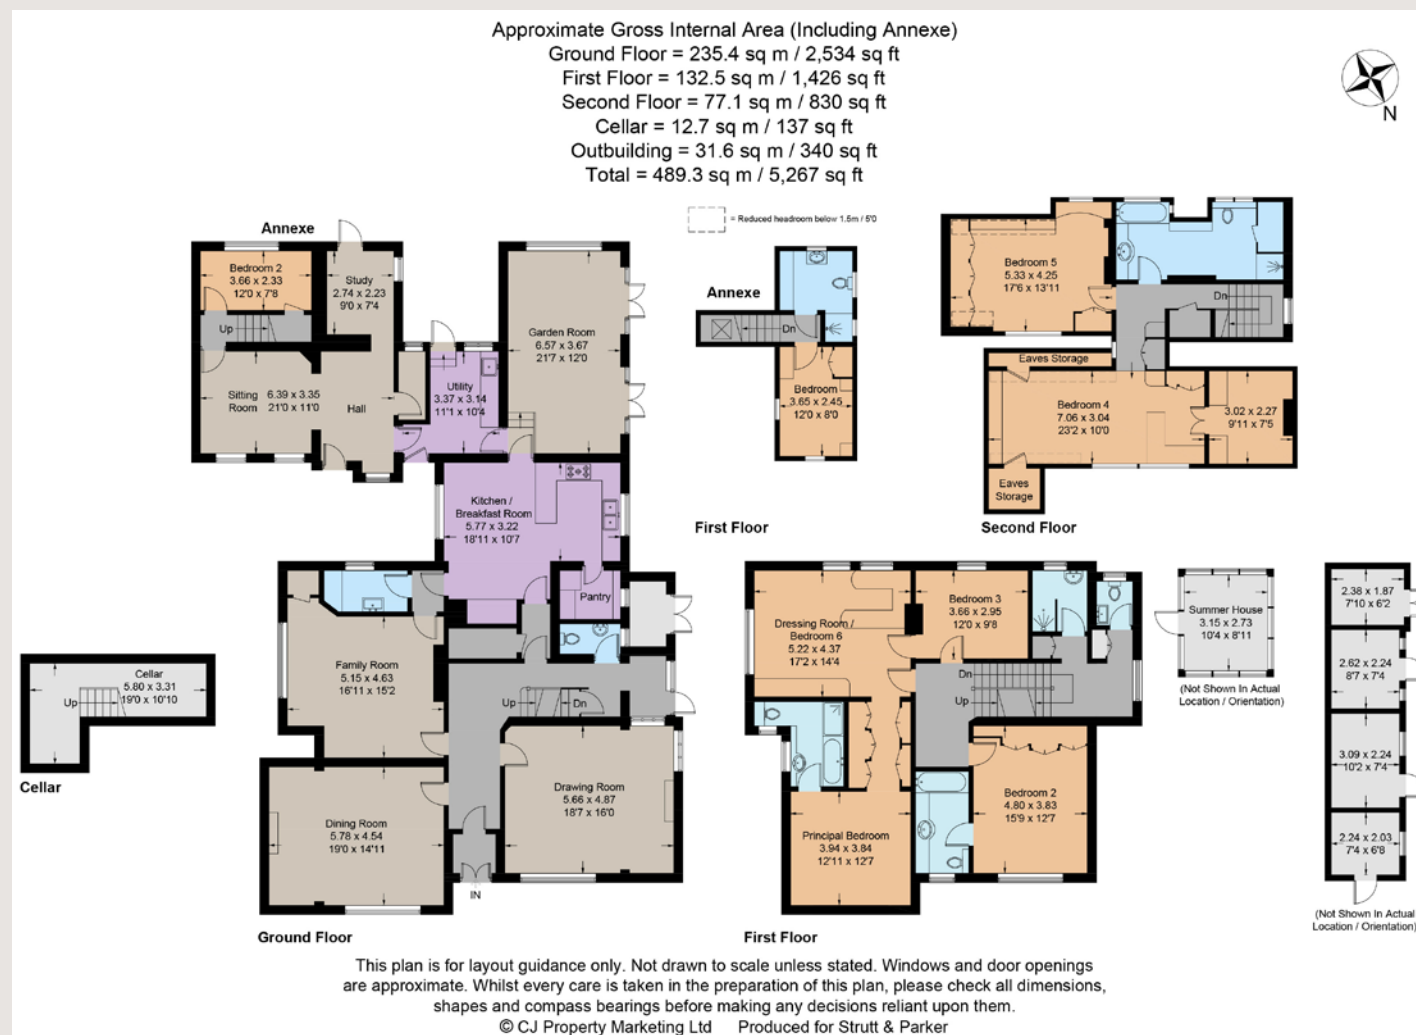 Approximate Gross Internal Area (Including Annexe)
Ground Floor = 235.4 sq m / 2,534 sq ft
First Floor = 132.5 sq m / 1,426 sq ft
Second Floor = 77.1 sq m / 830 sq ft
Cellar = 12.7 sq m / 137 sq ft
Outbuilding = 31.6 sq m / 340 sq ft
Total = 489.3 sq m / 5,267 sq ft
N
= Reduced headroom below 1.5m / 5'0
Annexe
Bedroom 2
3.66 x 2.33
12'0 x 7'8
Study
2.74 x 2.23
9'0 x 7'4
Up
Sitting
Room
6.39 x 3.35
21'0 x 11'0
Hall
Utility
3.37 x 3.14
11'1 x 10'4
Garden Room
6.57 x 3.67
21'7 x 12'0
Kitchen /
Breakfast Room
5.77 x 3.22
18'11 x 10'7
Pantry
Family Room
5.15 x 4.63
16'11 x 15'2
Up
Dn
Drawing Room
5.66 x 4.87
18'7 x 16'0
Dining Room
5.78 x 4.54
19'0 x 14'11
IN
Ground Floor
Cellar
5.80 x 3.31
19'0 x 10'10
Up
Cellar
Annexe
Dn
Bedroom
3.65 x 2.45
12'0 x 8'0
First Floor
Bedroom 5
5.33 x 4.25
17'6 x 13'11
Dn
Eaves Storage
Bedroom 4
7.06 x 3.04
23'2 x 10'0
3.02 x 2.27
9'11 x 7'5
Eaves
Storage
Second Floor
Dressing Room /
Bedroom 6
5.22 x 4.37
17'2 x 14'4
Bedroom 3
3.66 x 2.95
12'0 x 9'8
Dn
Up
Bedroom 2
4.80 x 3.83
15'9 x 12'7
Principal Bedroom
3.94 x 3.84
12'11 x 12'7
First Floor
Summer House
3.15 x 2.73
10'4 x 8'11
(Not Shown In Actual
Location / Orientation)
2.38 x 1.87
7'10 x 6'2
2.62 x 2.24
8'7 x 7'4
3.09 x 2.24
10'2 x 7'4
2.24 x 2.03
7'4 x 6'8
(Not Shown In Actual
Location / Orientation)
This plan is for layout guidance only. Not drawn to scale unless stated. Windows and door openings
are approximate. Whilst every care is taken in the preparation of this plan, please check all dimensions,
shapes and compass bearings before making any decisions reliant upon them.
© CJ Property Marketing Ltd Produced for Strutt & Parker